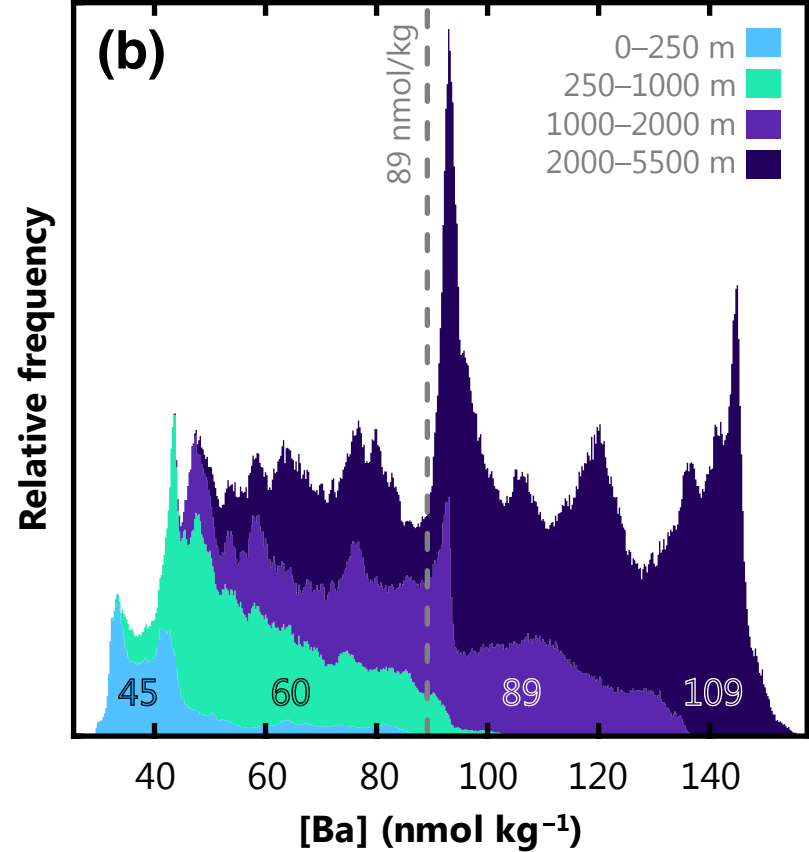 (b)
89 nmol/kg
0–250 m
250–1000 m
1000–2000 m
2000–5500 m
Relative frequency
45 60 89 109
40 60 80 100 120 140
[Ba] (nmol kg⁻¹)